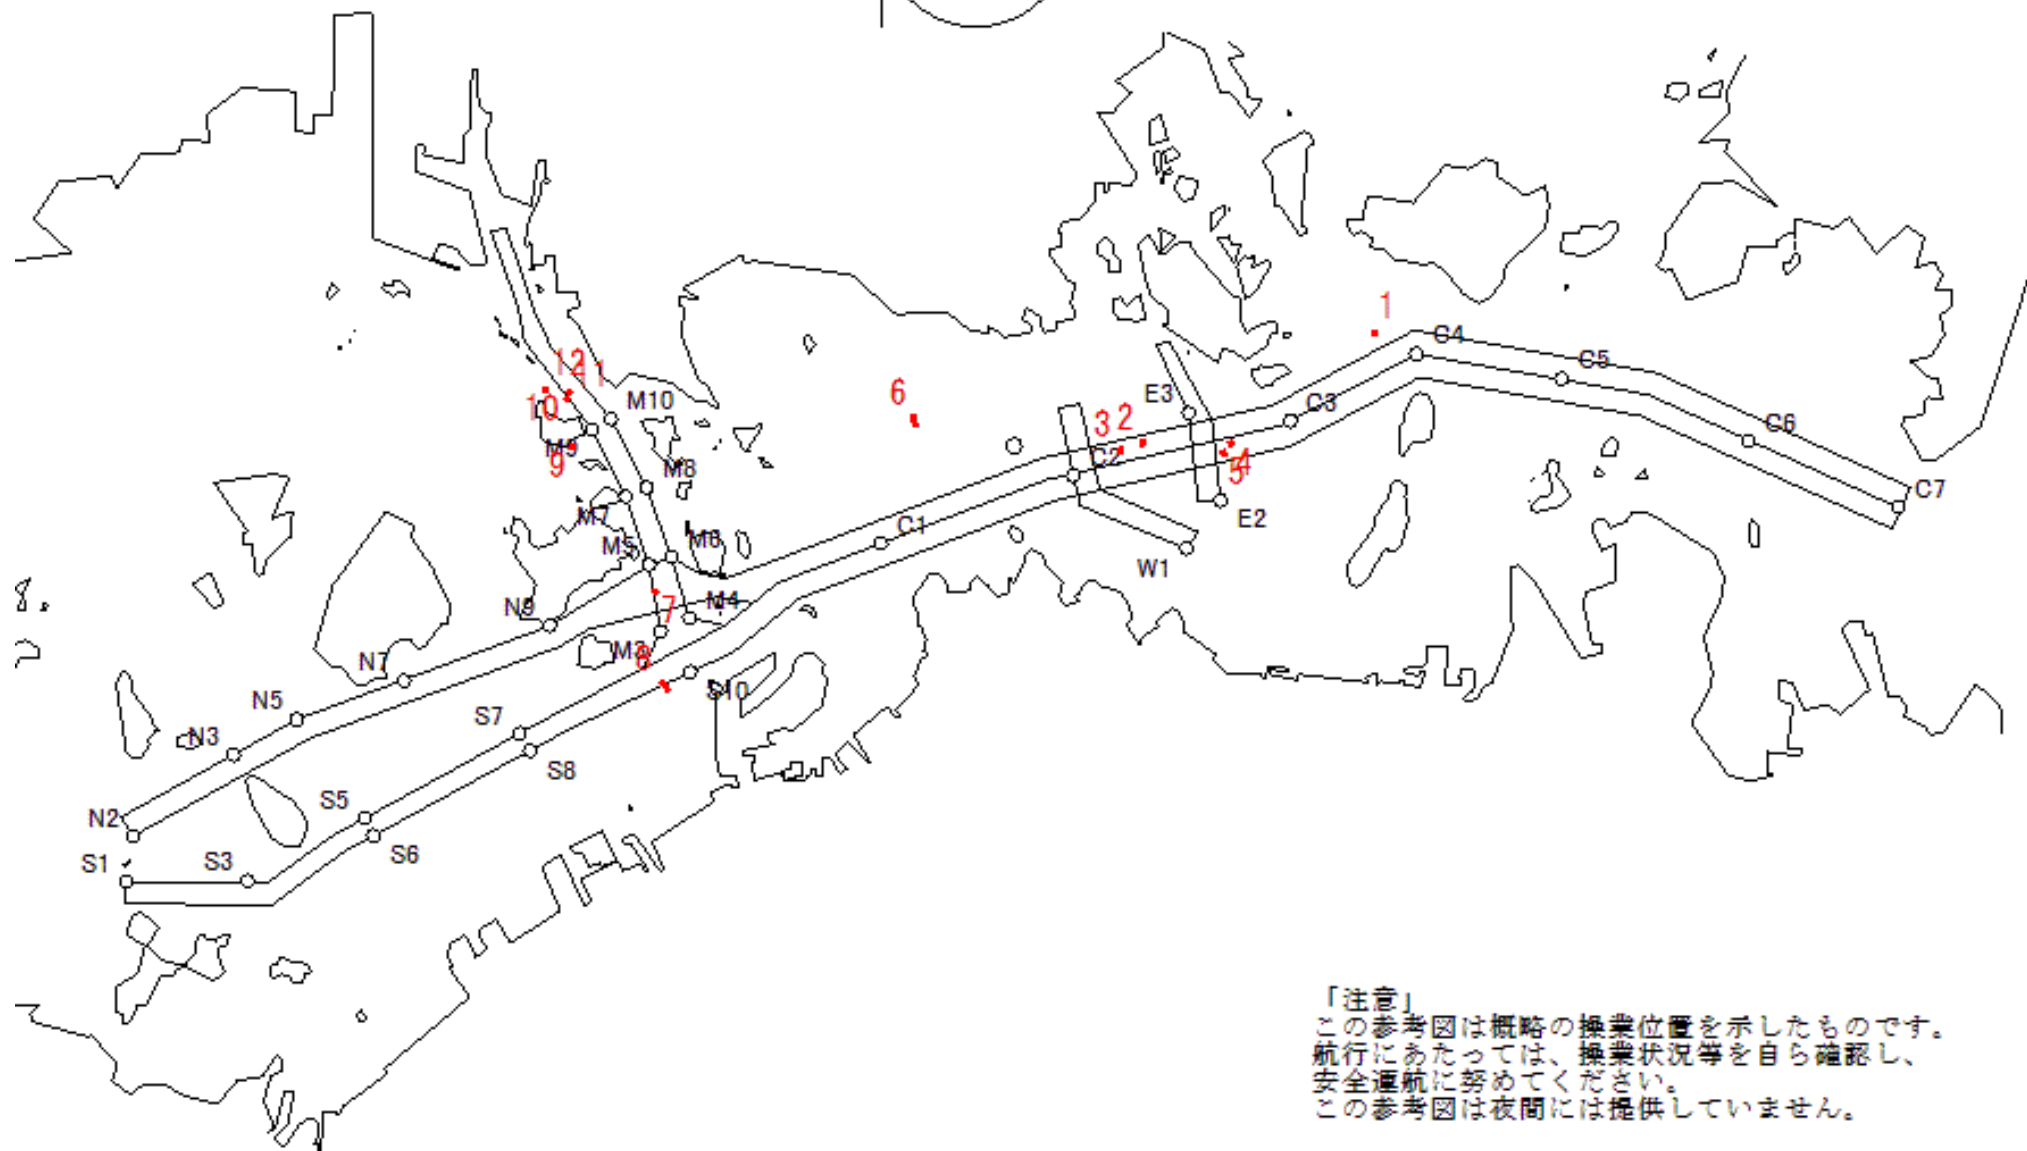 1
C4
C5
12
11
10
M10
6
E3
3
2
C3
C6
M9
9
M8
C2
4
5
C7
E2
M7
M5
M6
C1
W1
N9
7
M4
M3
8
N7
S10
N5
S7
N3
S8
S5
N2
S6
S1
S3
「注意」
この参考図は概略の操業位置を示したものです。
航行にあたっては、操業状況等を自ら確認し、
安全運航に努めてください。
この参考図は夜間には提供していません。